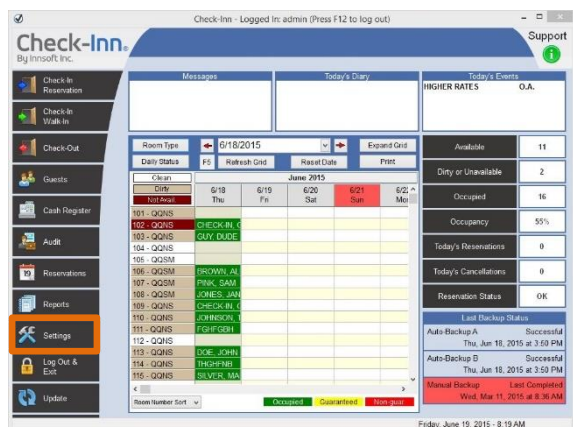 Check-Inn - Logged In: admin (Press F12 to log out)
Check-Inn®
By Innsoft Inc.
Support
Check-In
Reservation
Check-In
Walk-In
Check-Out
Guests
Cash Register
Audit
19
Reservations
Reports
Settings
Log Out &
Exit
Update
Messages
Today's Diary
Today's Events
HIGHER RATES O.A.
Room Type 6/18/2015 Expand Grid
Daily Status F5 Refresh Grid Reset Date Print
Clean June 2015
Dirty
Not Avail.
6/18 6/19 6/20 6/21 6/22
Thu Fri Sat Sun Mon
101 - QQNS
102 - QQNS CHECK-IN,
103 - QQNS GUY, DUDE
104 - QQNS
105 - QQSM
106 - QQSM BROWN, AL
107 - QQSM PINK, SAM
108 - QQSM JONES, JAN
109 - QQNS CHECK-IN,
110 - QQNS JOHNSON,
111 - QQNS FGHFGBH
112 - QQNS
113 - QQNS DOE, JOHN
114 - QQNS THGHFNB
115 - QQNS SILVER, MA
Room Number Sort Occupied Guaranteed Non-guar
Available 11
Dirty or Unavailable 2
Occupied 16
Occupancy 55%
Today's Reservations 0
Today's Cancellations 0
Reservation Status OK
Last Backup Status
Auto-Backup A Successful
Thu, Jun 18, 2015 at 3:50 PM
Auto-Backup B Successful
Thu, Jun 18, 2015 at 3:50 PM
Manual Backup Last Completed
Wed, Mar 11, 2015 at 8:36 AM
Friday, June 19, 2015 - 8:19 AM